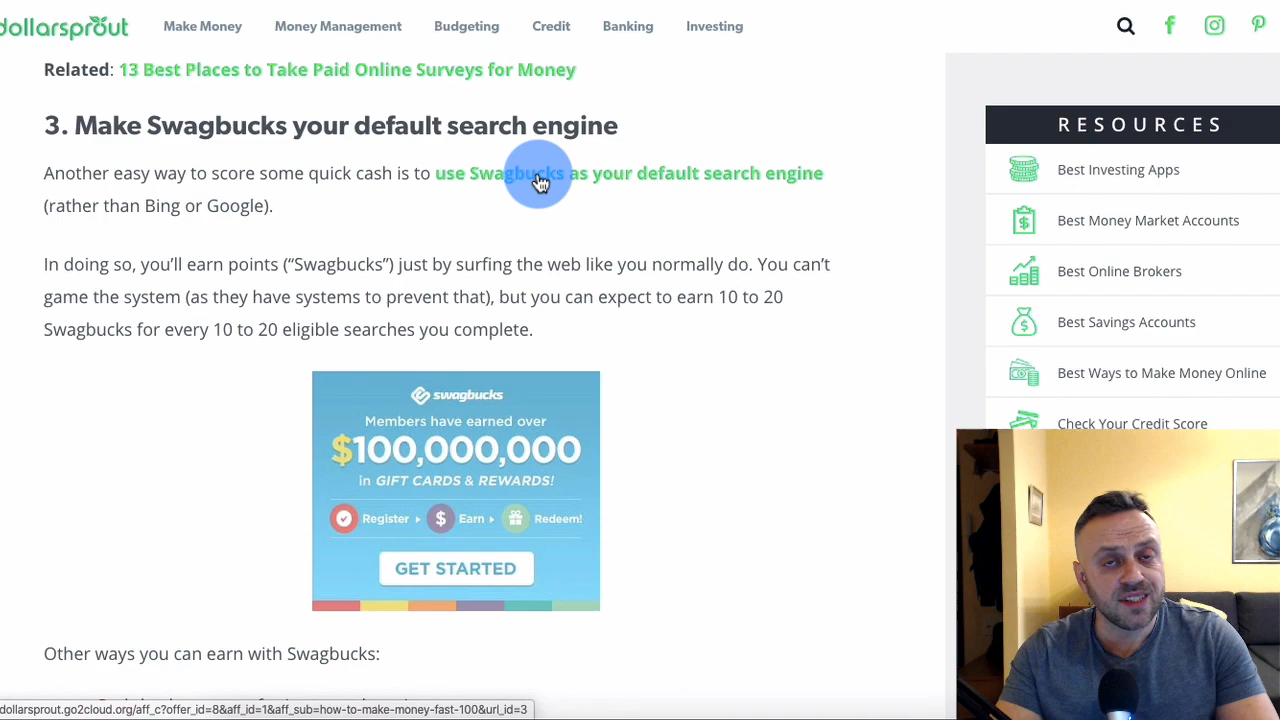 dollarsprout
Make Money
Money Management
Budgeting
Credit
Banking
Investing
Related: 13 Best Places to Take Paid Online Surveys for Money
3. Make Swagbucks your default search engine
Another easy way to score some quick cash is to use Swagbucks as your default search engine
(rather than Bing or Google).
In doing so, you’ll earn points (“Swagbucks”) just by surfing the web like you normally do. You can’t
game the system (as they have systems to prevent that), but you can expect to earn 10 to 20
Swagbucks for every 10 to 20 eligible searches you complete.
swagbucks
Members have earned over
$100,000,000
in GIFT CARDS & REWARDS!
Register
$ Earn
Redeem!
GET STARTED
Other ways you can earn with Swagbucks:
dollarsprout.go2cloud.org/aff_c?offer_id=8&aff_id=1&aff_sub=how-to-make-money-fast-100&url_id=3
RESOURCES
Best Investing Apps
Best Money Market Accounts
Best Online Brokers
Best Savings Accounts
Best Ways to Make Money Online
Check Your Credit Score